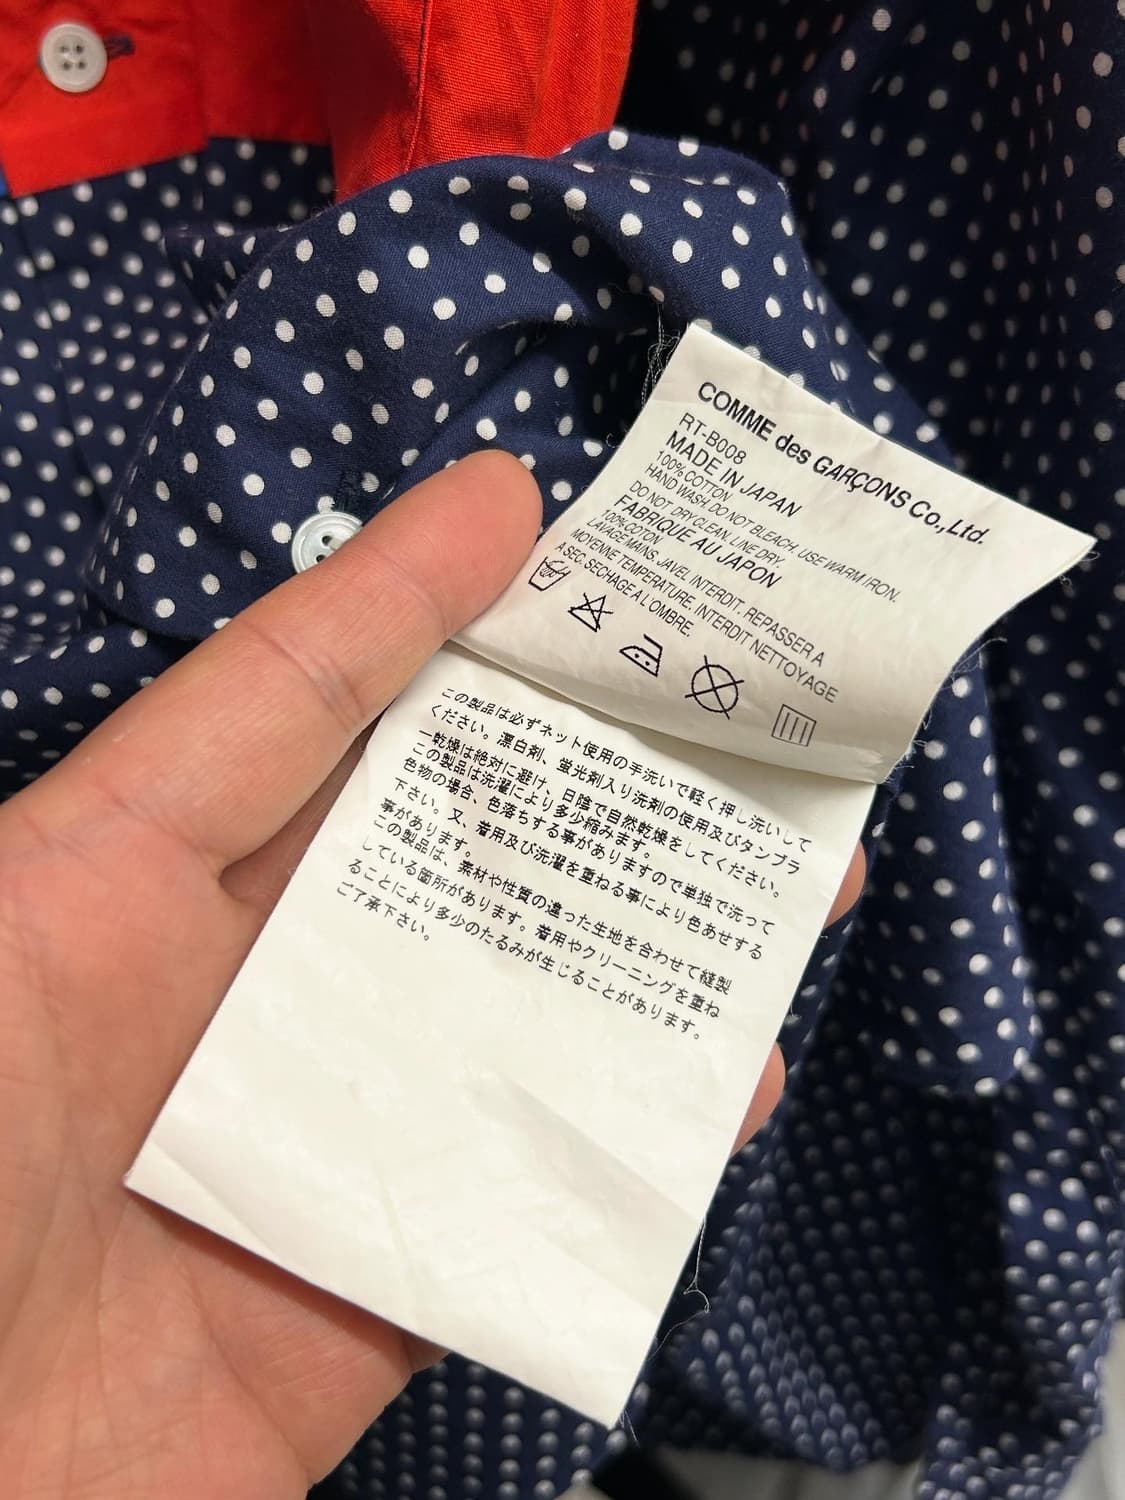 COMME des GARÇONS Co., Ltd.
RT-B008
MADE IN JAPAN
100% COTTON
HAND WASH. DO NOT BLEACH, USE WARM IRON.
DO NOT DRY CLEAN, LINE DRY.
FABRIQUE AU JAPON
100%COTON
LAVAGE MAINS, JAVEL INTERDIT, REPASSER A
MOYENNE TEMPERATURE, INTERDIT NETTOYAGE
A SEC, SECHAGE A L'OMBRE.
この製品は必ずネット使用の手洗いで軽く押し洗いして
ください。漂白剤、蛍光剤入り洗剤の使用及びタンブラ
ー乾燥は絶対に避け、日陰で自然乾燥をしてください。
この製品は洗濯により多少縮みます。
色物の場合、色落ちする事がありますので単独で洗って
下さい。又、着用及び洗濯を重ねる事により色あせする
事があります。
この製品は、素材や性質の違った生地を合わせて縫製
している箇所があります。着用やクリーニングを重ね
ることにより多少のたるみが生じることがあります。
ご了承下さい。